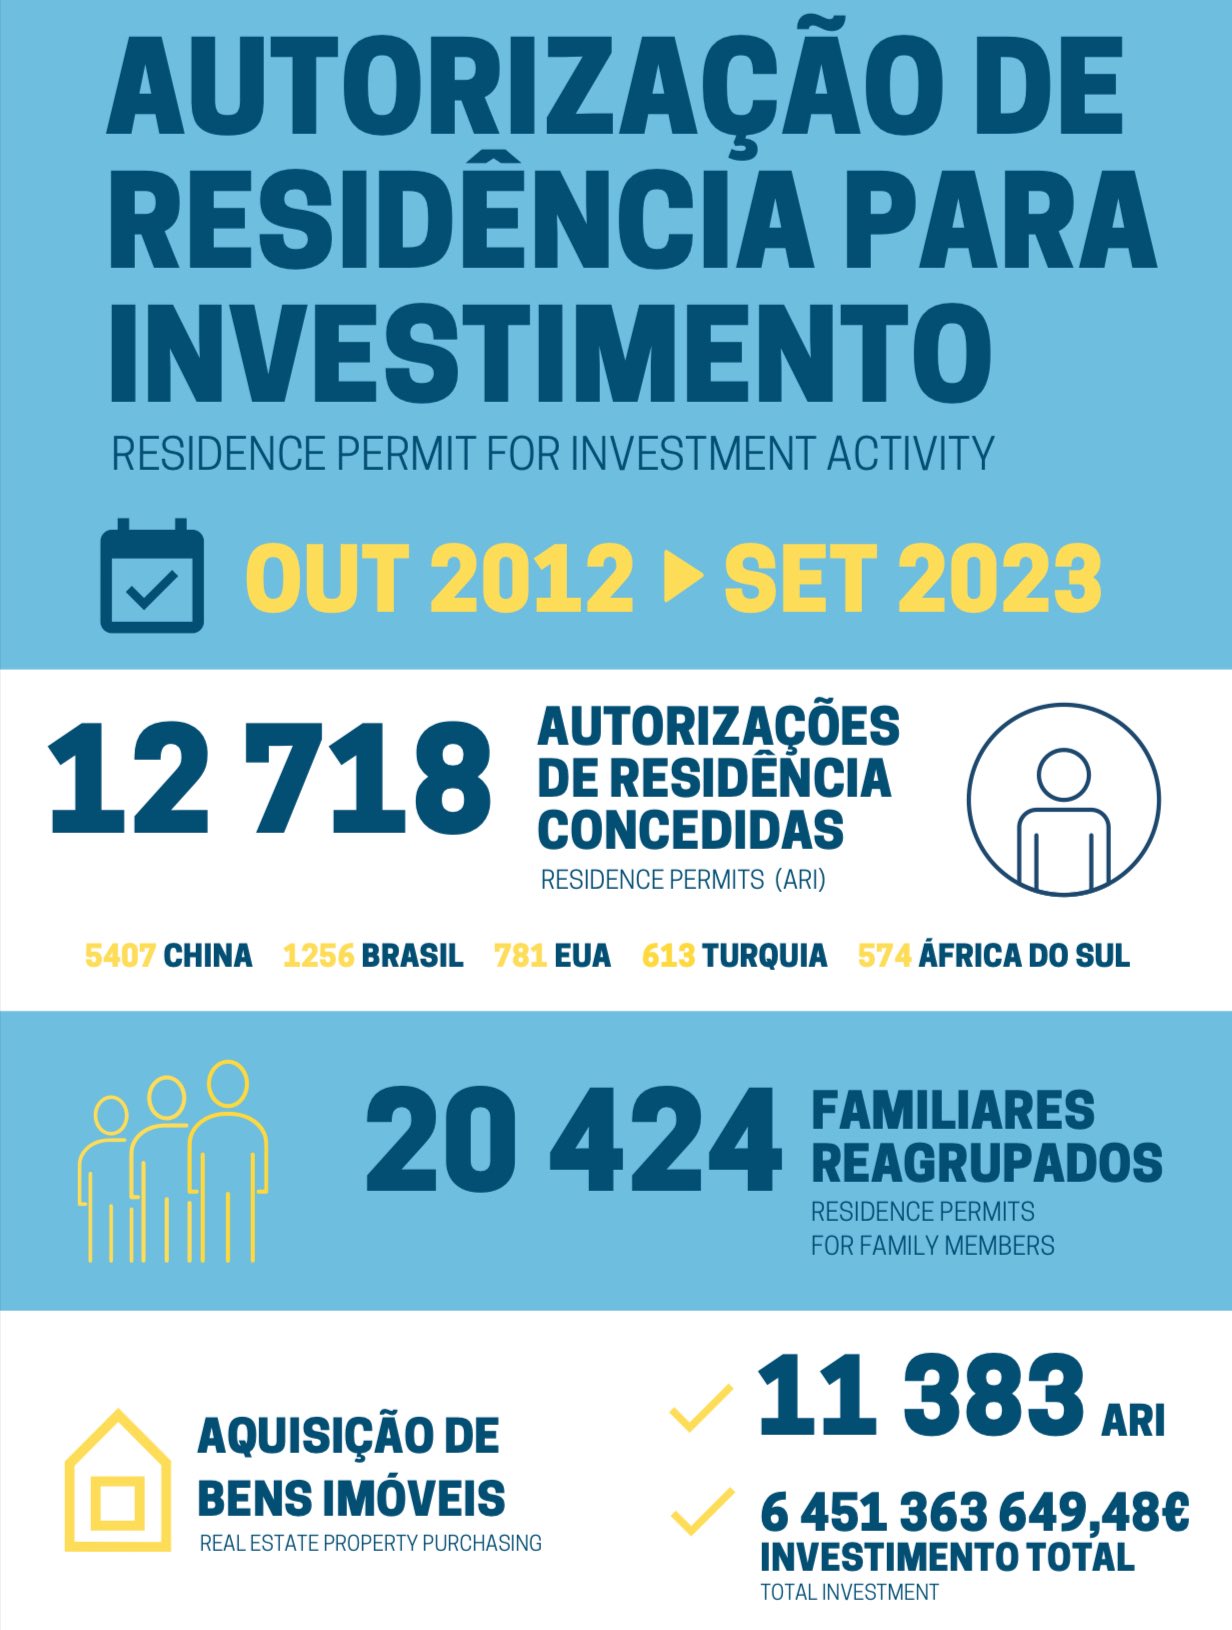 AUTORIZAÇÃO DE
RESIDÊNCIA PARA
INVESTIMENTO
RESIDENCE PERMIT FOR INVESTMENT ACTIVITY
OUT 2012 ▶ SET 2023
12 718
AUTORIZAÇÕES
DE RESIDÊNCIA
CONCEDIDAS
RESIDENCE PERMITS (ARI)
5407 CHINA 1256 BRASIL 781 EUA 613 TURQUIA 574 ÁFRICA DO SUL
20 424
FAMILIARES
REAGRUPADOS
RESIDENCE PERMITS
FOR FAMILY MEMBERS
AQUISIÇÃO DE
BENS IMÓVEIS
REAL ESTATE PROPERTY PURCHASING
11 383 ARI
6 451 363 649,48€
INVESTIMENTO TOTAL
TOTAL INVESTMENT